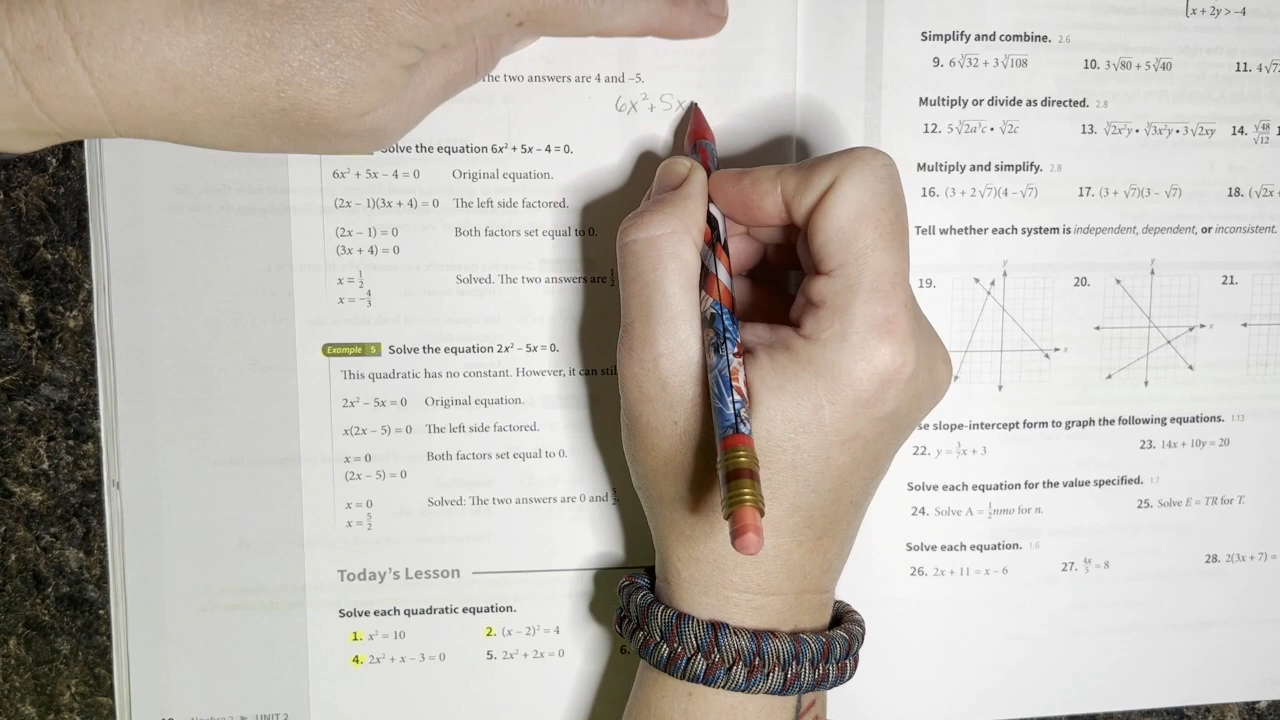 he two answers are 4 and –5.
6x² + 5x
olve the equation 6x² + 5x – 4 = 0.
6x² + 5x – 4 = 0 Original equation.
(2x – 1)(3x + 4) = 0 The left side factored.
(2x – 1) = 0 Both factors set equal to 0.
(3x + 4) = 0
x = 1/2 Solved. The two answers are 1/2
x = –4/3
Example 5 Solve the equation 2x² – 5x = 0.
This quadratic has no constant. However, it can stil
2x² – 5x = 0 Original equation.
x(2x – 5) = 0 The left side factored.
x = 0 Both factors set equal to 0.
(2x – 5) = 0
x = 0 Solved: The two answers are 0 and 5/2.
x = 5/2
Today's Lesson
Solve each quadratic equation.
1. x² = 10 2. (x – 2)² = 4
4. 2x² + x – 3 = 0 5. 2x² + 2x = 0 6.
UNIT 2
x + 2y > –4
Simplify and combine. 2.6
9. 6∛32 + 3∛108 10. 3√80 + 5∛40 11. 4√7
Multiply or divide as directed. 2.8
14. √48/√12
Multiply and simplify. 2.8
16. (3 + 2√7)(4 – √7) 17. (3 + √7)(3 – √7) 18. (√2x
Tell whether each system is independent, dependent, or inconsistent.
19. 20. 21.
y y
x x
se slope-intercept form to graph the following equations. 1.13
22. y = 3/7x + 3 23. 14x + 10y = 20
Solve each equation for the value specified. 1.7
24. Solve A = 1/2nmo for n. 25. Solve E = TR for T.
Solve each equation. 1.6
26. 2x + 11 = x – 6 27. 4x/5 = 8 28. 2(3x + 7) =